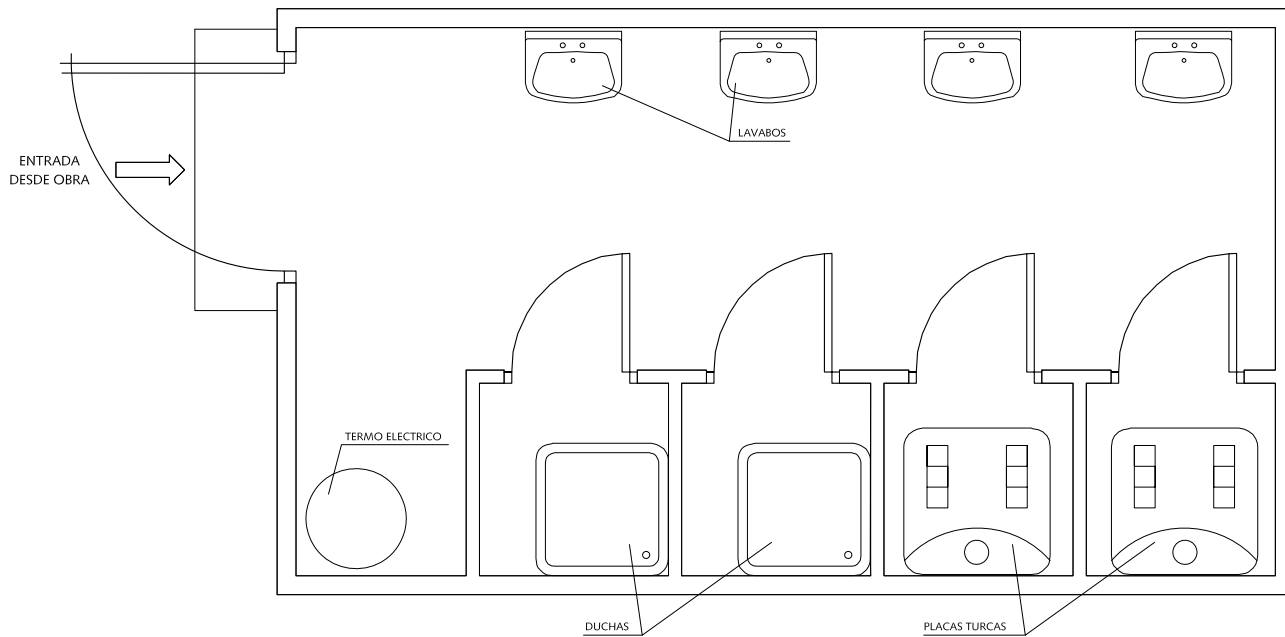 LAVABOS
ENTRADA
DESDE OBRA
TERMO ELECTRICO
DUCHAS
PLACAS TURCAS